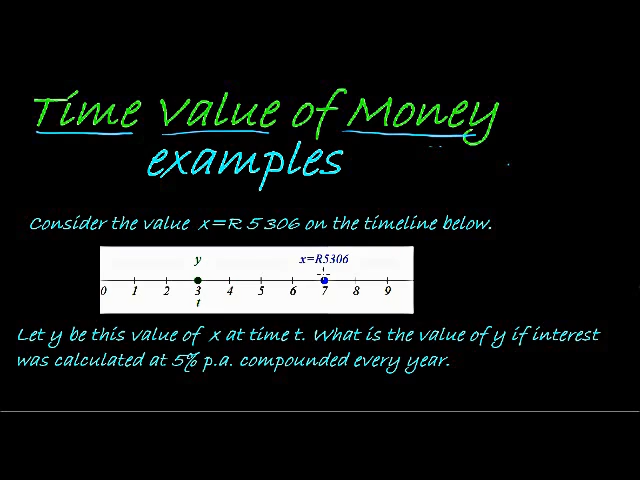 Time Value of Money
examples
Consider the value x=R 5 306 on the timeline below.
y x=R5306
0 1 2 3 4 5 6 7 8 9
t
Let y be this value of x at time t. What is the value of y if interest
was calculated at 5% p.a. compounded every year.